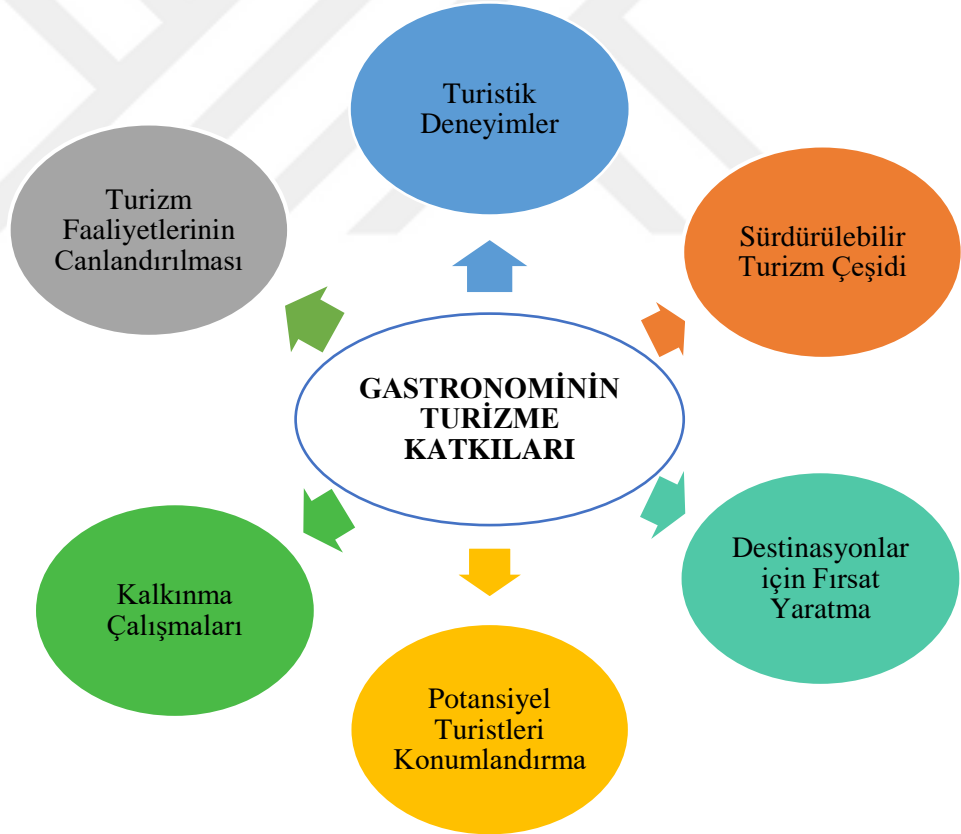 Turistik
Deneyimler
Turizm
Faaliyetlerinin
Canlandırılması
Sürdürülebilir
Turizm Çeşidi
GASTRONOMİNİN
TURİZME
KATKILARI
Kalkınma
Çalışmaları
Destinasyonlar
için Fırsat
Yaratma
Potansiyel
Turistleri
Konumlandırma